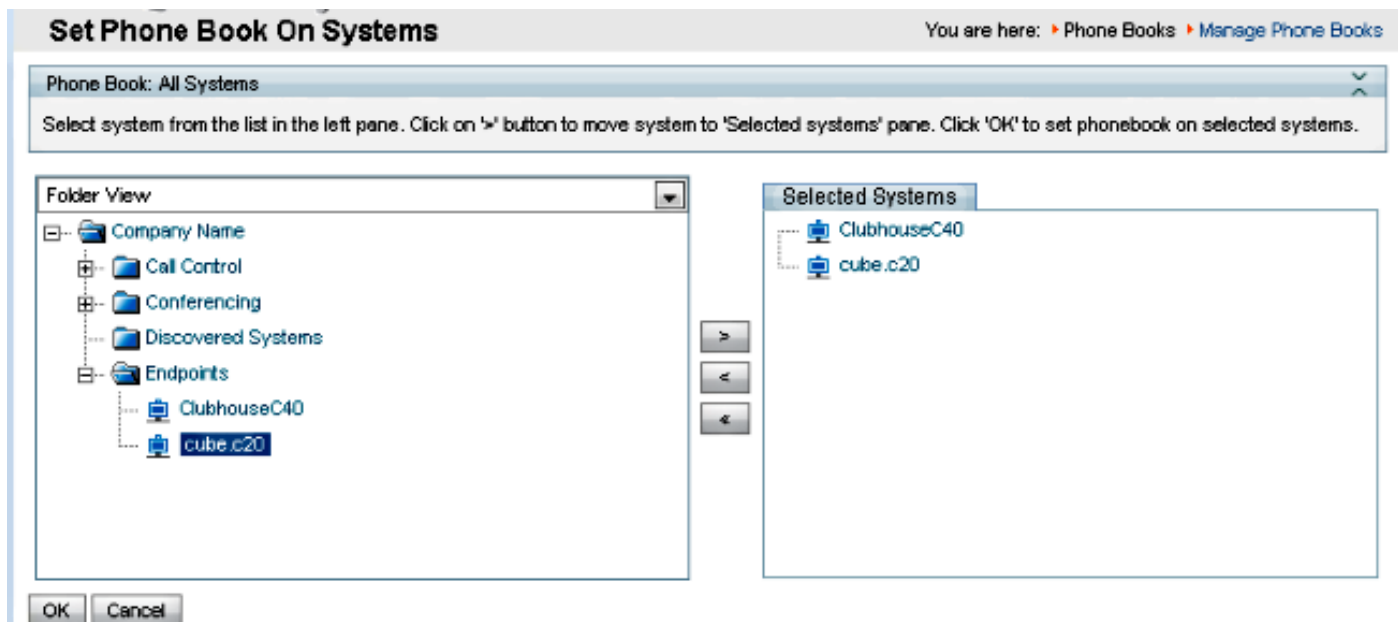 Set Phone Book On Systems
You are here: Phone Books Manage Phone Books
Phone Book: All Systems
Select system from the list in the left pane. Click on '>' button to move system to 'Selected systems' pane. Click 'OK' to set phonebook on selected systems.
Folder View
Company Name
Call Control
Conferencing
Discovered Systems
Endpoints
ClubhouseC40
cube.c20
>
<
«
Selected Systems
ClubhouseC40
cube.c20
OK Cancel